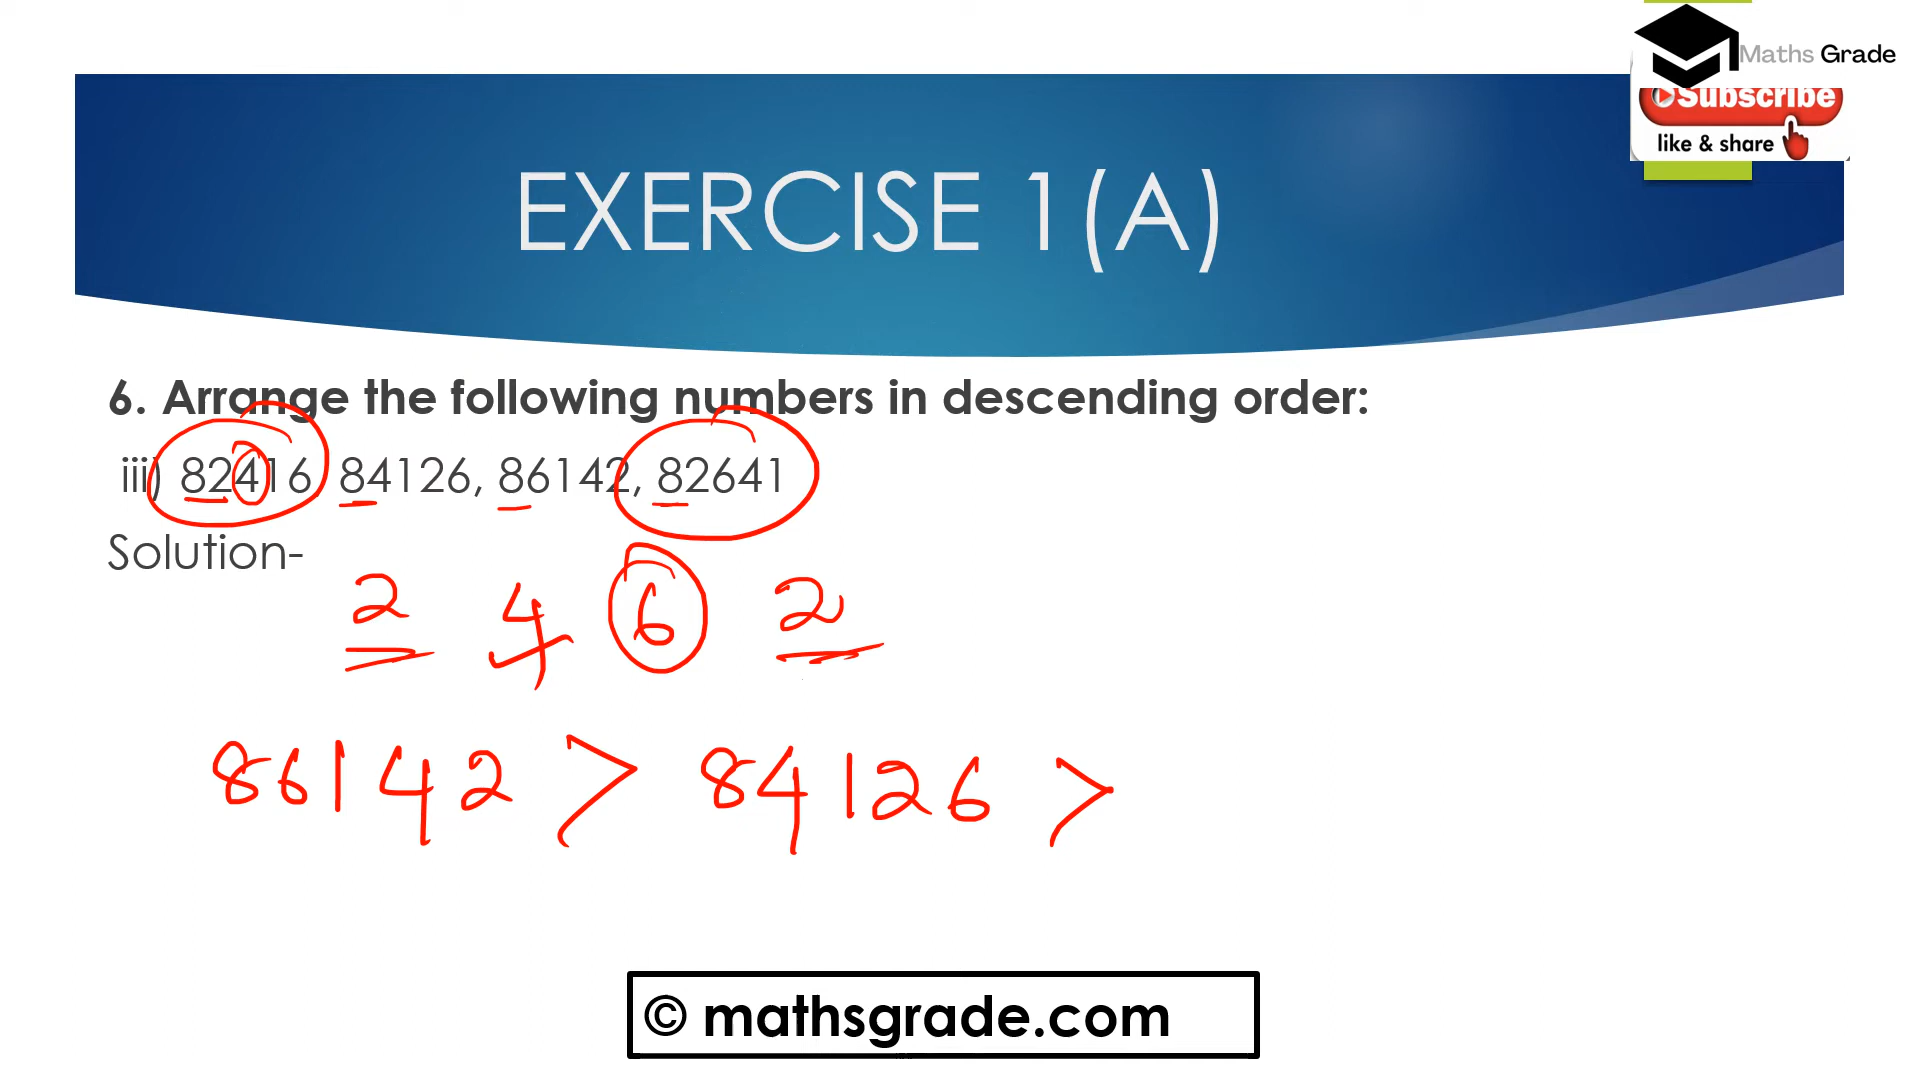 Maths Grade
Subscribe
like & share
EXERCISE 1(A)
6. Arrange the following numbers in descending order:
iii) 82416, 84126, 86142, 82641
Solution-
2 4 6 2
86142 > 84126 >
© mathsgrade.com